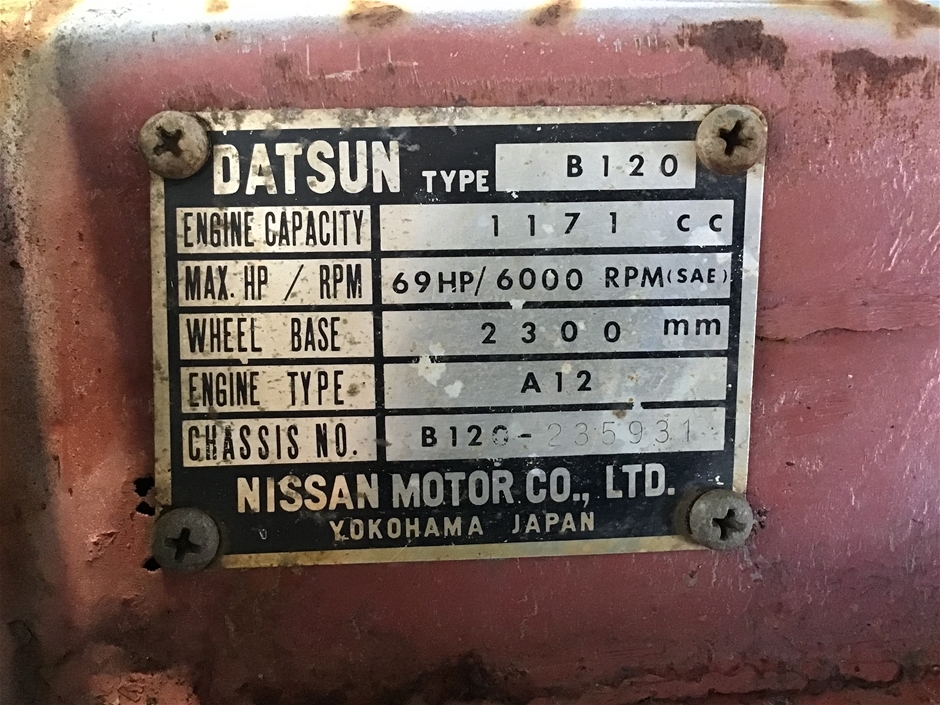 DATSUN TYPE B120
ENGINE CAPACITY 1171 cc
MAX. HP / RPM 69HP/6000 RPM(SAE)
WHEEL BASE 2300 mm
ENGINE TYPE A12
CHASSIS NO. B120-235931
NISSAN MOTOR CO., LTD.
YOKOHAMA JAPAN